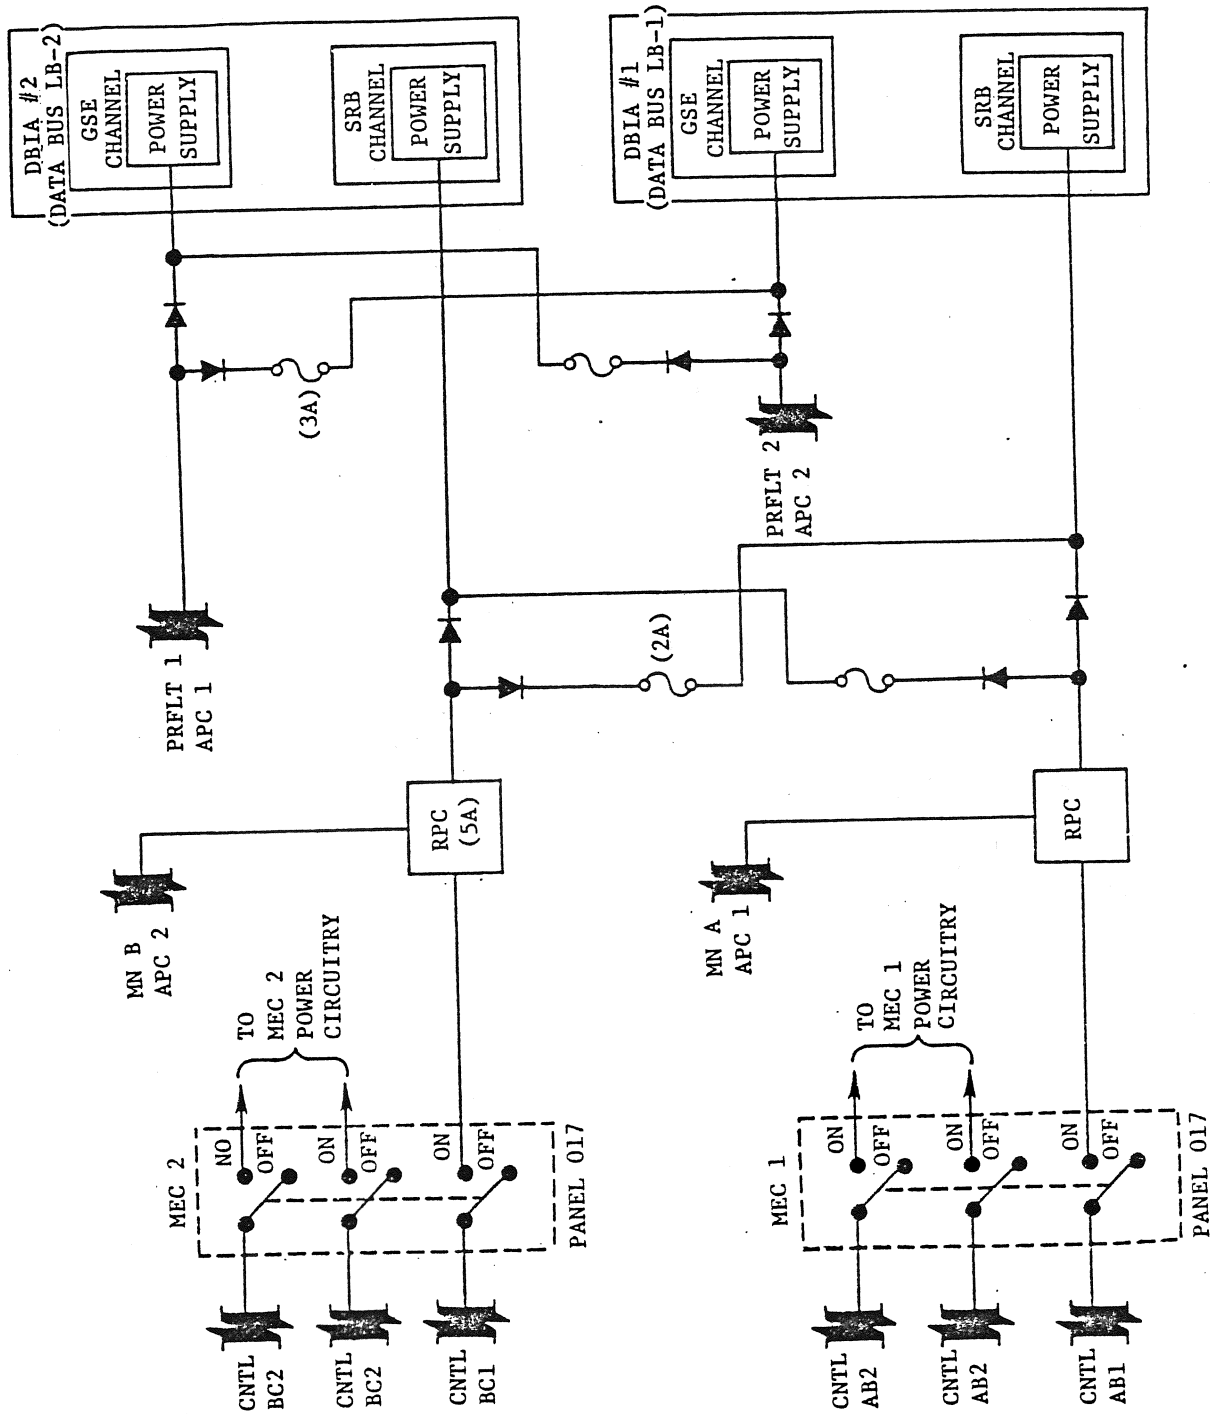 CNTL
BC2
CNTL
BC2
CNTL
BC1
MEC 2
NO
OFF
ON
OFF
ON
OFF
PANEL O17
TO
MEC 2
POWER
CIRCUITRY
MN B
APC 2
RPC
(5A)
PRFLT 1
APC 1
(3A)
(2A)
DBIA #2
(DATA BUS LB-2)
GSE
CHANNEL
POWER
SUPPLY
SRB
CHANNEL
POWER
SUPPLY
CNTL
AB2
CNTL
AB2
CNTL
AB1
MEC 1
ON
OFF
ON
OFF
ON
OFF
PANEL O17
TO
MEC 1
POWER
CIRCUITRY
MN A
APC 1
RPC
PRFLT 2
APC 2
DBIA #1
(DATA BUS LB-1)
GSE
CHANNEL
POWER
SUPPLY
SRB
CHANNEL
POWER
SUPPLY